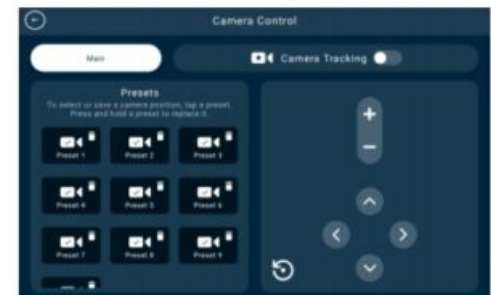 Camera Control
Main
Camera Tracking
Presets
To select or save a camera position, tap a preset.
Press and hold a preset to replace it.
Preset 1
Preset 2
Preset 3
Preset 4
Preset 5
Preset 6
Preset 7
Preset 8
Preset 9